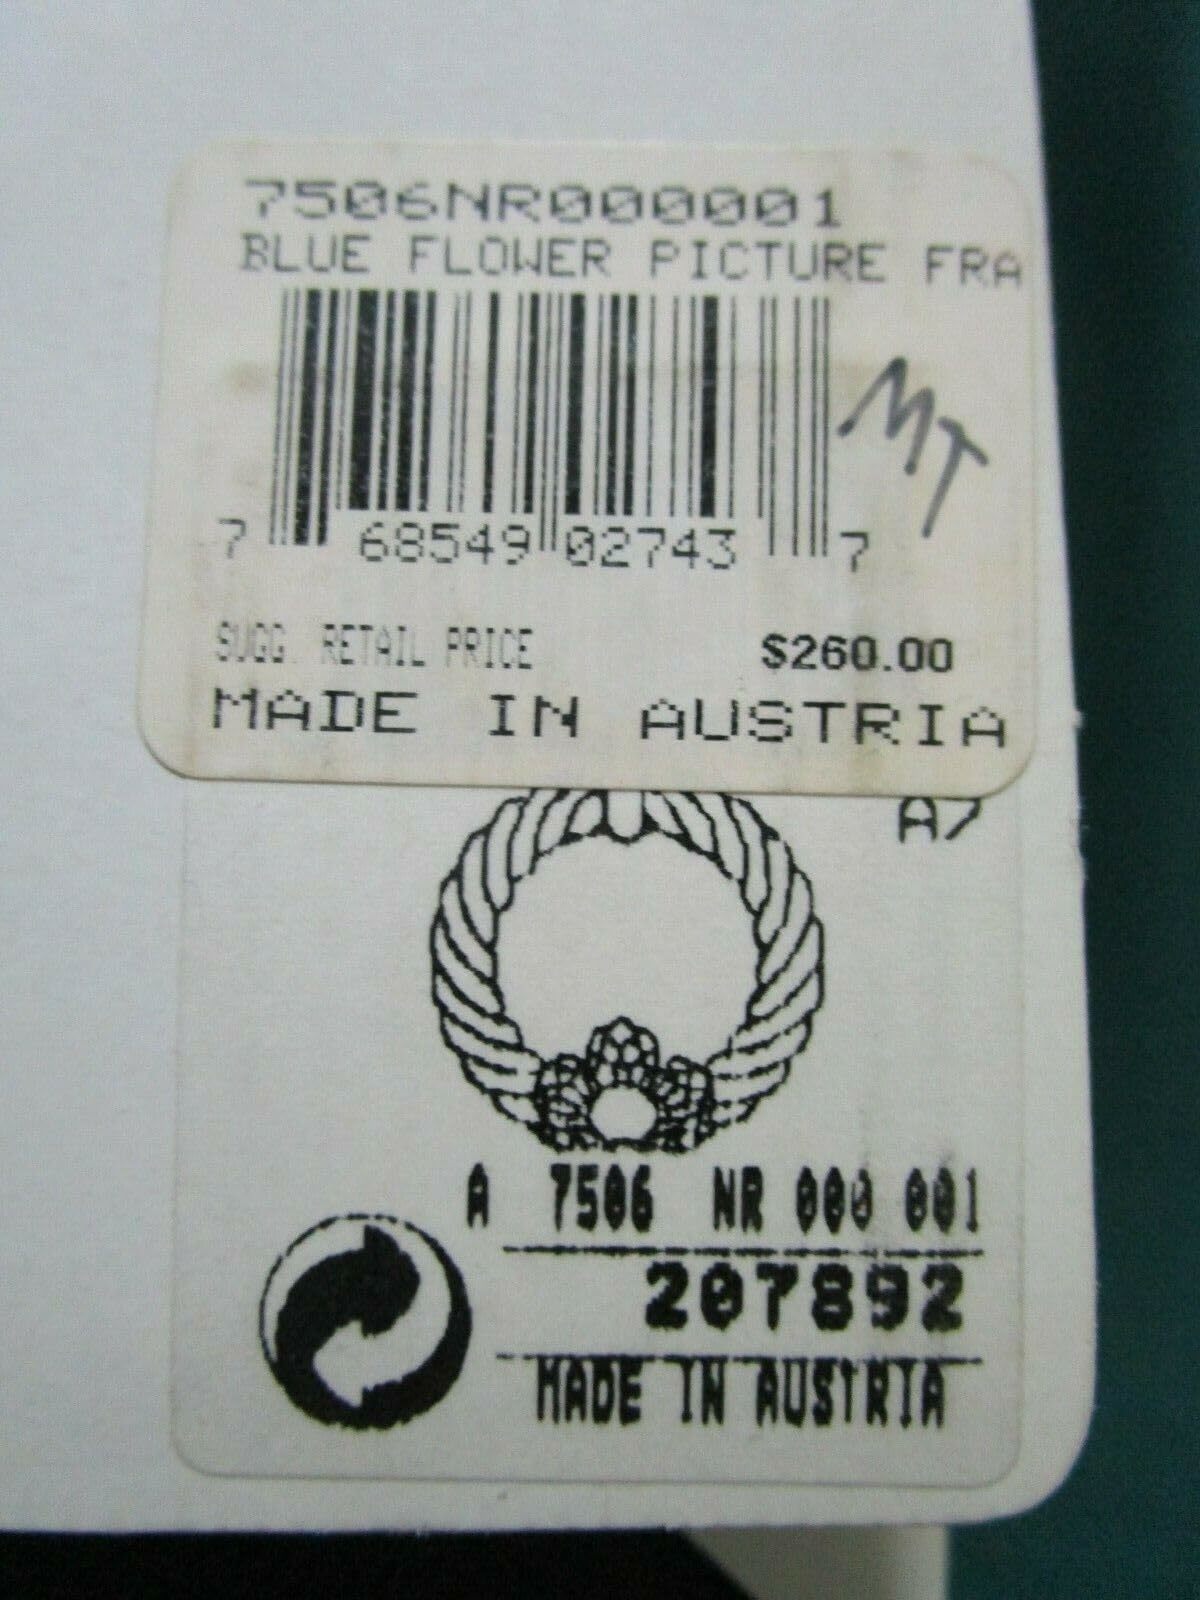 7506NR000001
BLUE FLOWER PICTURE FRA
MT
7 68549 02743 7
SUGG. RETAIL PRICE $260.00
MADE IN AUSTRIA
A7
A 7506 NR 000 001
207892
MADE IN AUSTRIA